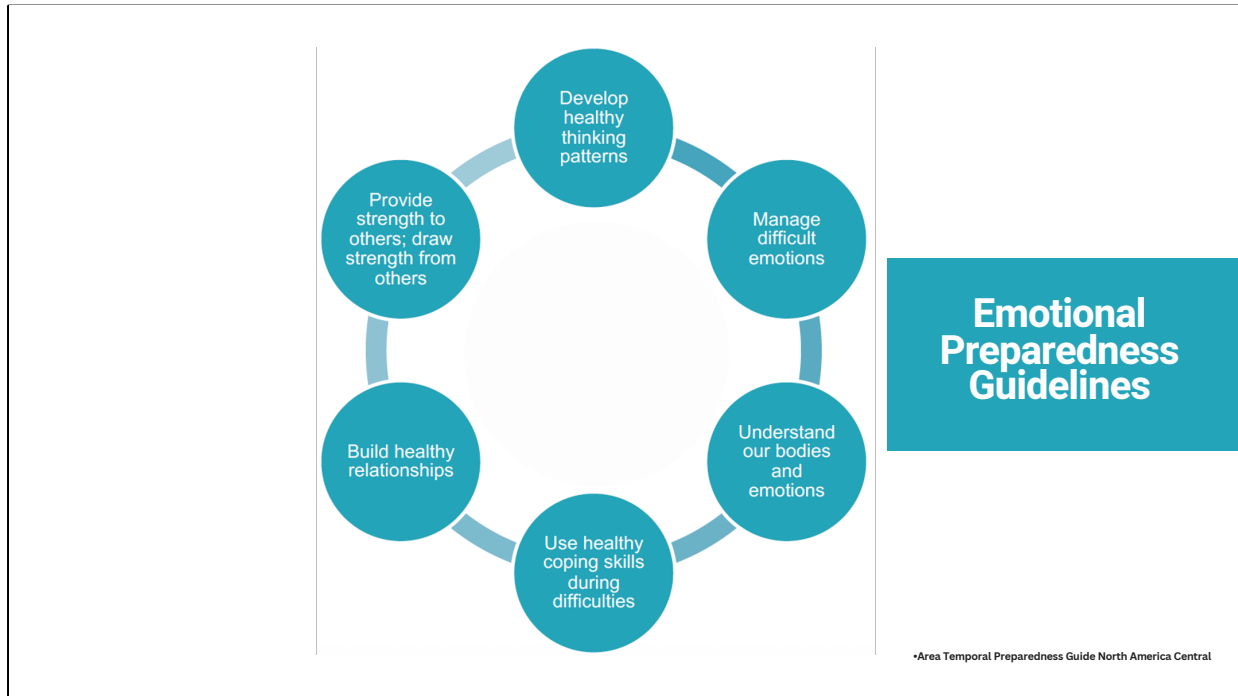 Develop
healthy
thinking
patterns
Manage
difficult
emotions
Understand
our bodies
and
emotions
Use healthy
coping skills
during
difficulties
Build healthy
relationships
Provide
strength to
others; draw
strength from
others
Emotional
Preparedness
Guidelines
•Area Temporal Preparedness Guide North America Central